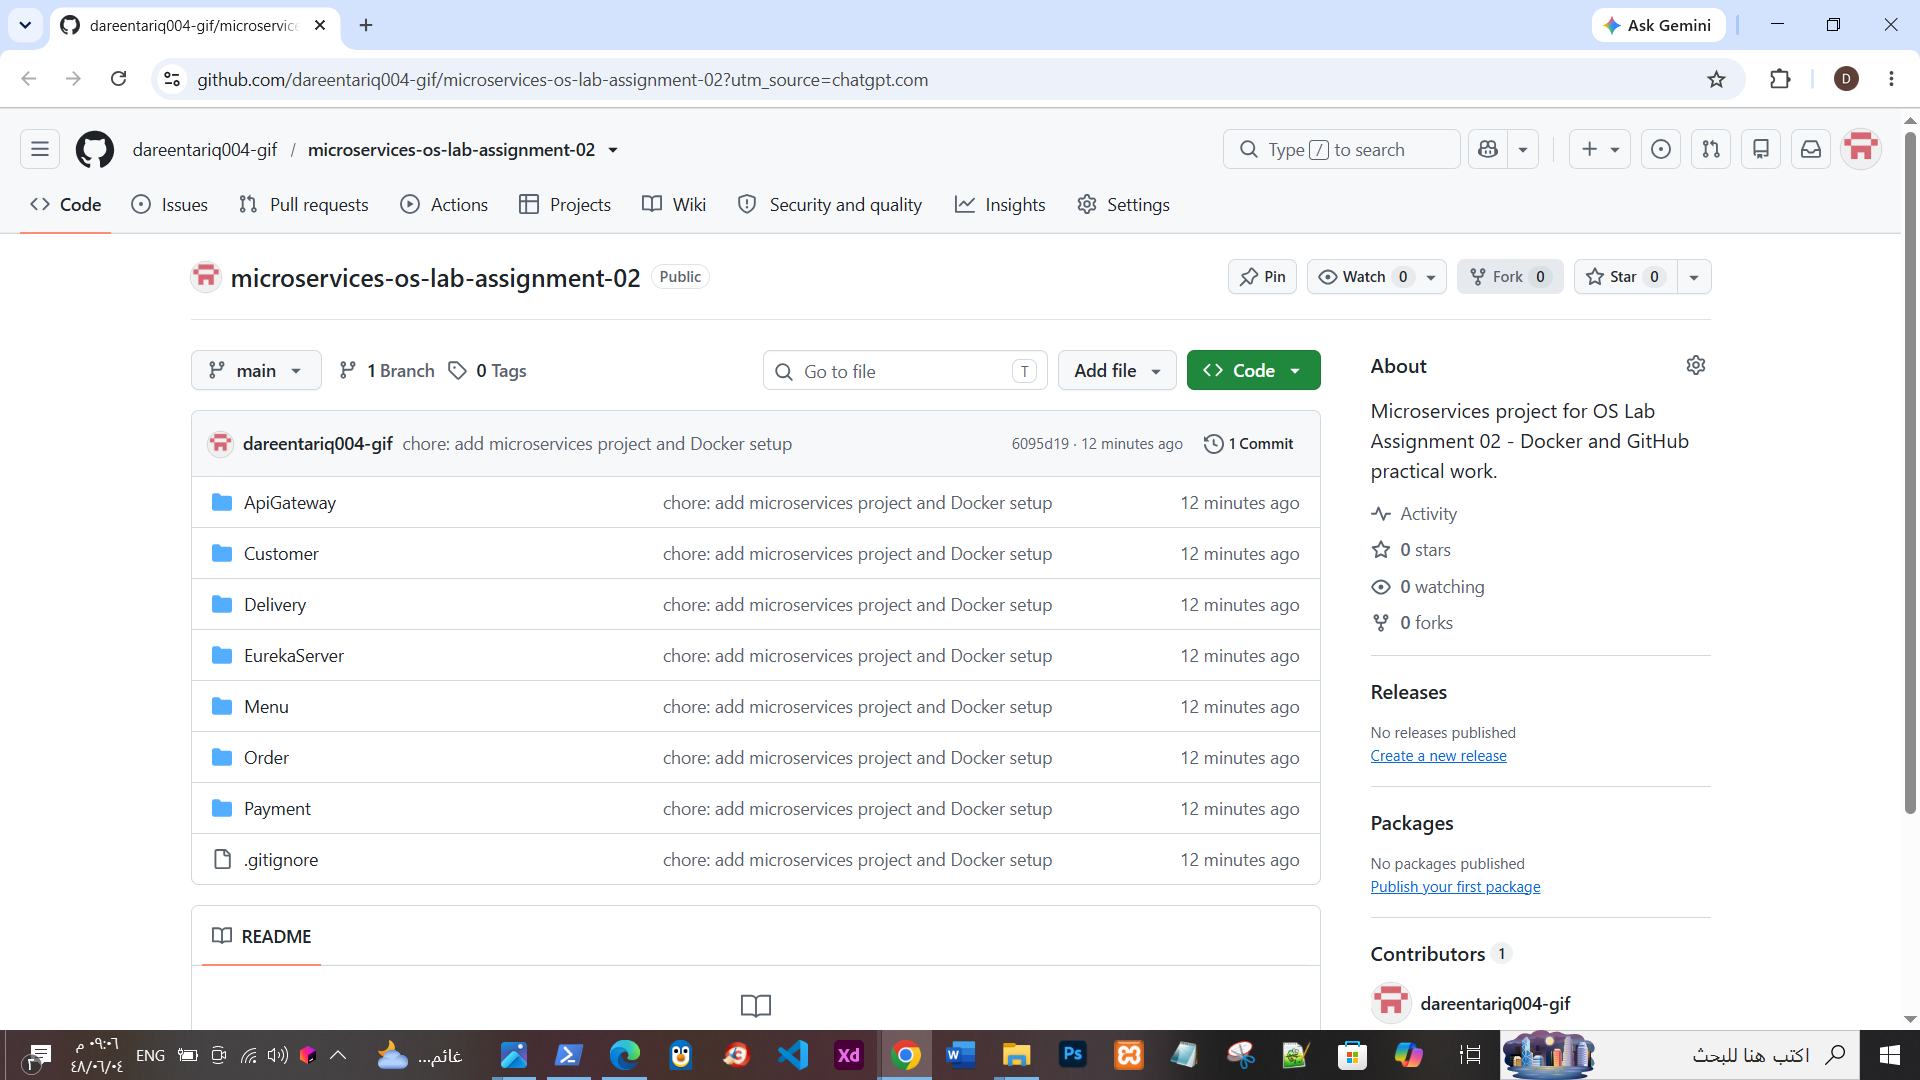 dareentariq004-gif/microservice
Ask Gemini
github.com/dareentariq004-gif/microservices-os-lab-assignment-02?utm_source=chatgpt.com
D
dareentariq004-gif / microservices-os-lab-assignment-02
Type / to search
Code
Issues
Pull requests
Actions
Projects
Wiki
Security and quality
Insights
Settings
microservices-os-lab-assignment-02 Public
Pin
Watch 0
Fork 0
Star 0
main
1 Branch
0 Tags
Go to file T
Add file
Code
dareentariq004-gif chore: add microservices project and Docker setup 6095d19 · 12 minutes ago 1 Commit
ApiGateway chore: add microservices project and Docker setup 12 minutes ago
Customer chore: add microservices project and Docker setup 12 minutes ago
Delivery chore: add microservices project and Docker setup 12 minutes ago
EurekaServer chore: add microservices project and Docker setup 12 minutes ago
Menu chore: add microservices project and Docker setup 12 minutes ago
Order chore: add microservices project and Docker setup 12 minutes ago
Payment chore: add microservices project and Docker setup 12 minutes ago
.gitignore chore: add microservices project and Docker setup 12 minutes ago
README
About
Microservices project for OS Lab
Assignment 02 - Docker and GitHub
practical work.
Activity
0 stars
0 watching
0 forks
Releases
No releases published
Create a new release
Packages
No packages published
Publish your first package
Contributors 1
dareentariq004-gif
٠٩:٠٦ م
٤٨/٠٦/٠٤
٣
ENG
غائم...
Xd
W
Ps
اكتب هنا للبحث